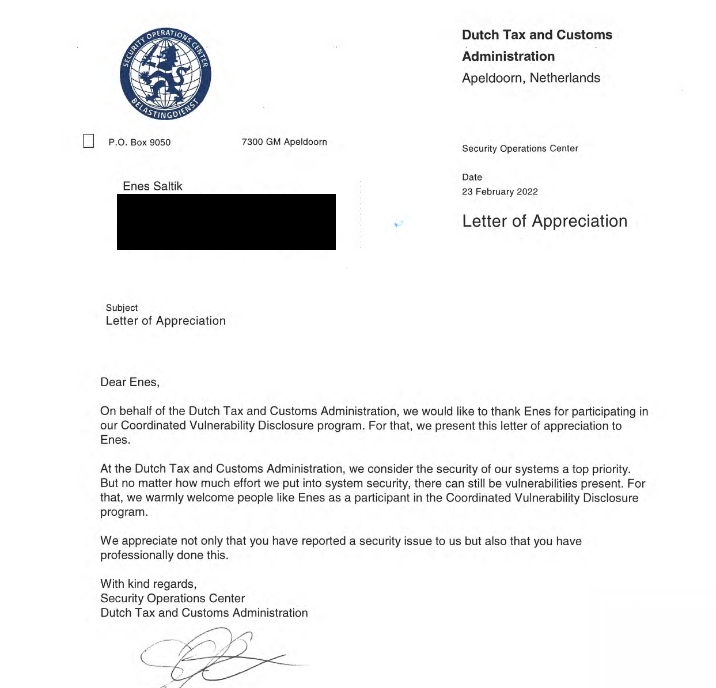 SECURITY OPERATIONS CENTER
BELASTINGDIENST
Dutch Tax and Customs
Administration
Apeldoorn, Netherlands
P.O. Box 9050 7300 GM Apeldoorn
Security Operations Center
Enes Saltik
Date
23 February 2022
Letter of Appreciation
Subject
Letter of Appreciation
Dear Enes,
On behalf of the Dutch Tax and Customs Administration, we would like to thank Enes for participating in
our Coordinated Vulnerability Disclosure program. For that, we present this letter of appreciation to
Enes.
At the Dutch Tax and Customs Administration, we consider the security of our systems a top priority.
But no matter how much effort we put into system security, there can still be vulnerabilities present. For
that, we warmly welcome people like Enes as a participant in the Coordinated Vulnerability Disclosure
program.
We appreciate not only that you have reported a security issue to us but also that you have
professionally done this.
With kind regards,
Security Operations Center
Dutch Tax and Customs Administration